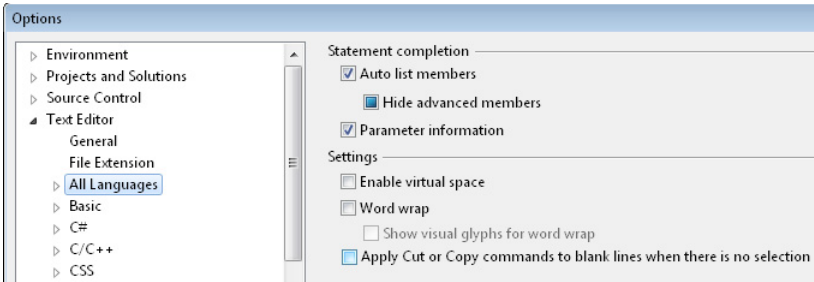 Options
Environment
Projects and Solutions
Source Control
Text Editor
General
File Extension
All Languages
Basic
C#
C/C++
CSS
Statement completion
Auto list members
Hide advanced members
Parameter information
Settings
Enable virtual space
Word wrap
Show visual glyphs for word wrap
Apply Cut or Copy commands to blank lines when there is no selection